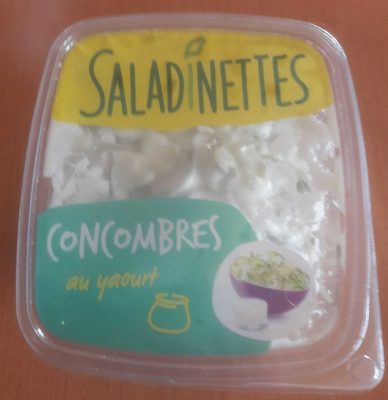 SALADINETTES
CONCOMBRES
au yaourt